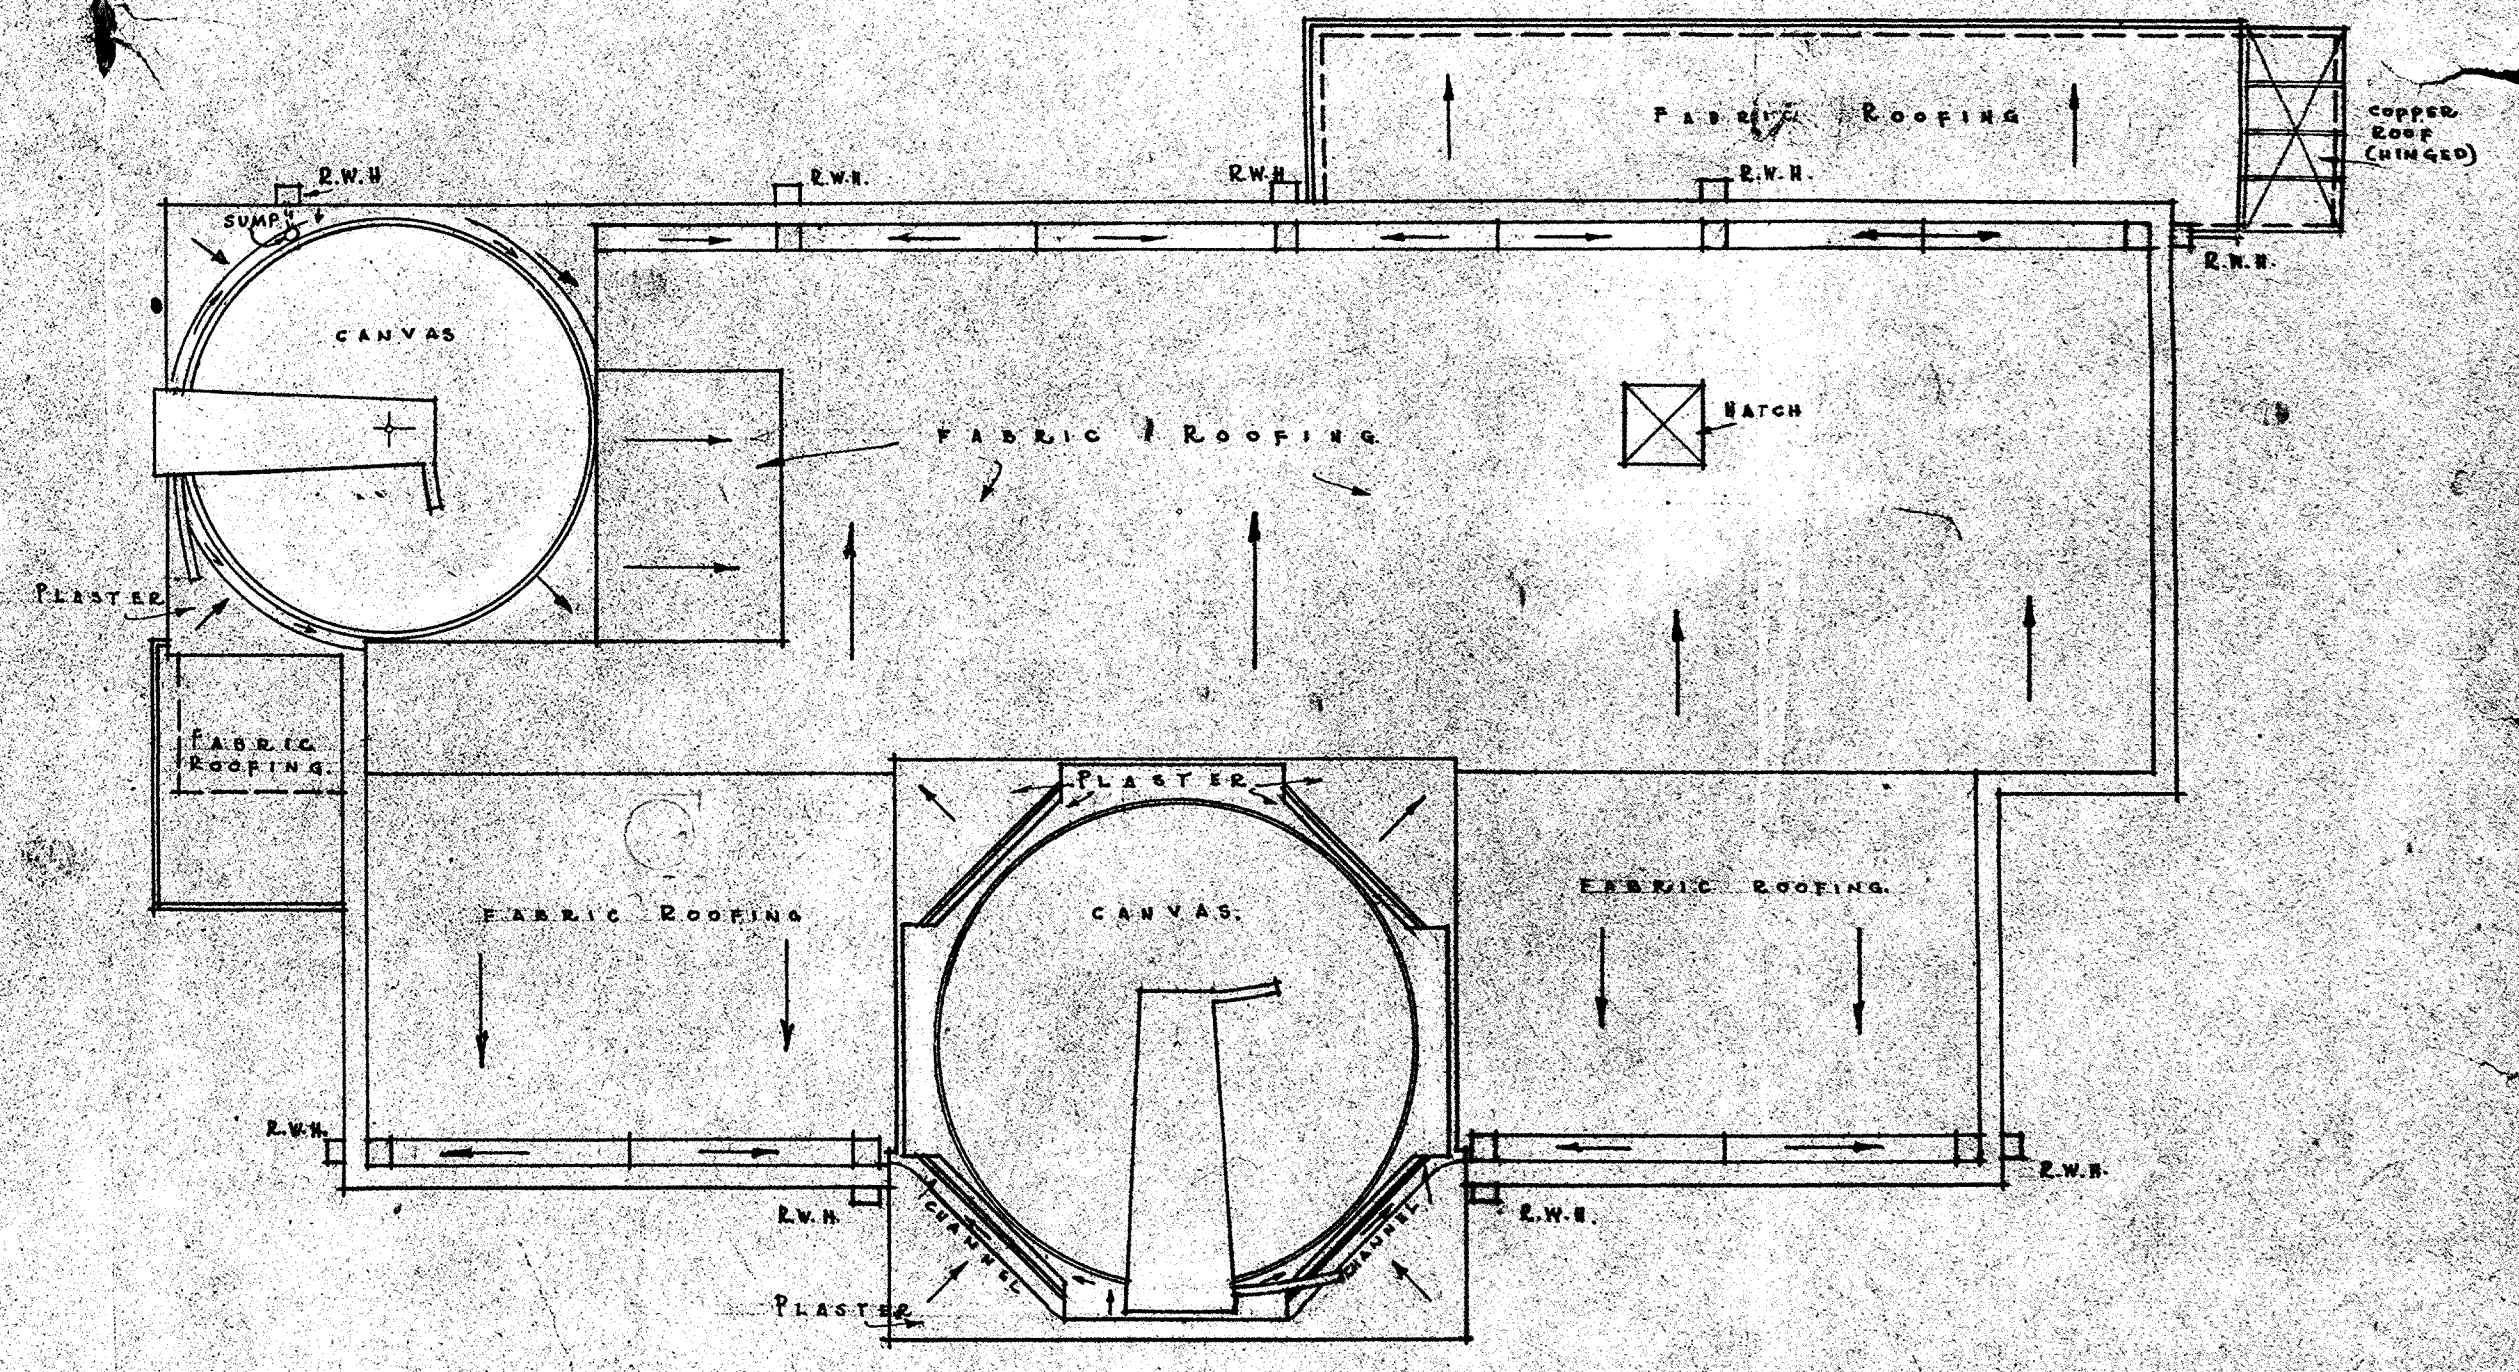 FABRIC ROOFING
COPPER
ROOF
(HINGED)
R.W.H
R.W.H.
R.W.H
R.W.H.
SUMP
R.W.H.
CANVAS
HATCH
FABRIC ROOFING.
PLASTER
FABRIC
ROOFING.
PLASTER
FABRIC ROOFING.
FABRIC ROOFING
CANVAS.
R.W.H.
R.W.H.
R.W.H.
R.W.H.
CHANNEL
CHANNEL
PLASTER